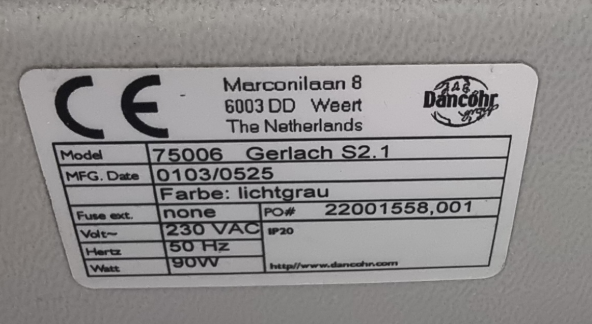 Marconilaan 8
6003 DD Weert
The Netherlands
Dancohr
Model 75006 Gerlach S2.1
MFG. Date 0103/0525
Farbe: lichtgrau
Fuse ext. none PO# 22001558,001
Volt~ 230 VAC IP20
Hertz 50 Hz
Watt 90W http//www.dancohr.com